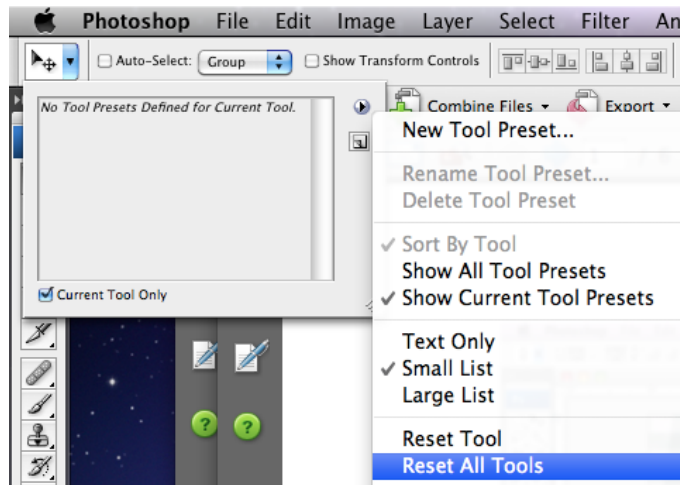 Photoshop File Edit Image Layer Select Filter An
Auto-Select: Group Show Transform Controls
No Tool Presets Defined for Current Tool.
Combine Files Export
New Tool Preset...
Rename Tool Preset...
Delete Tool Preset
✓ Sort By Tool
Show All Tool Presets
✓ Show Current Tool Presets
Current Tool Only
Text Only
✓ Small List
Large List
Reset Tool
Reset All Tools
?
?